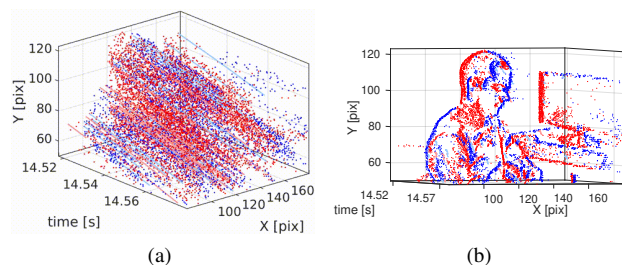 120
100
80
60
Y [pix]
14.52
14.54
14.56
time [s]
100 120 140 160
X [pix]
(a)
120
100
80
60
Y [pix]
14.52 14.57
100 120 140 160
time [s] X [pix]
(b)